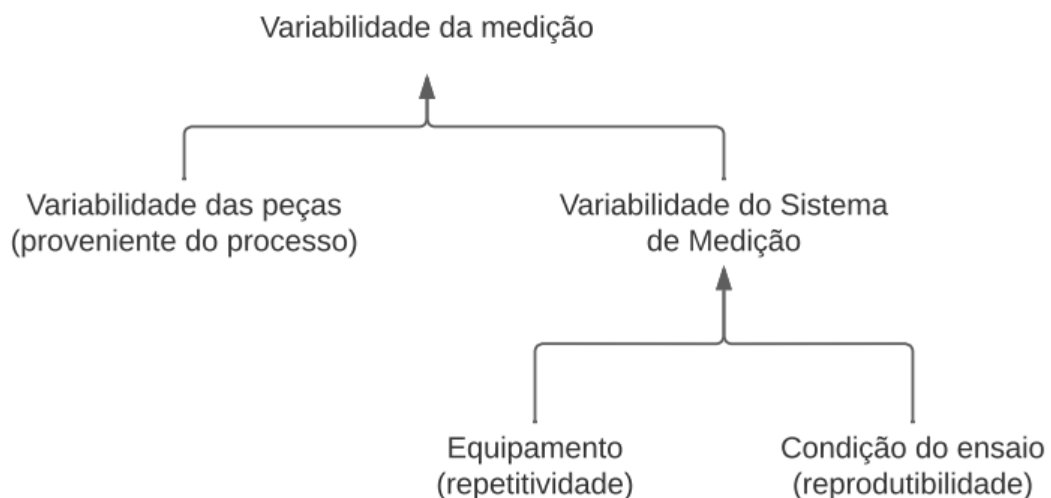 Variabilidade da medição
Variabilidade das peças
(proveniente do processo)
Variabilidade do Sistema
de Medição
Equipamento
(repetitividade)
Condição do ensaio
(reprodutibilidade)